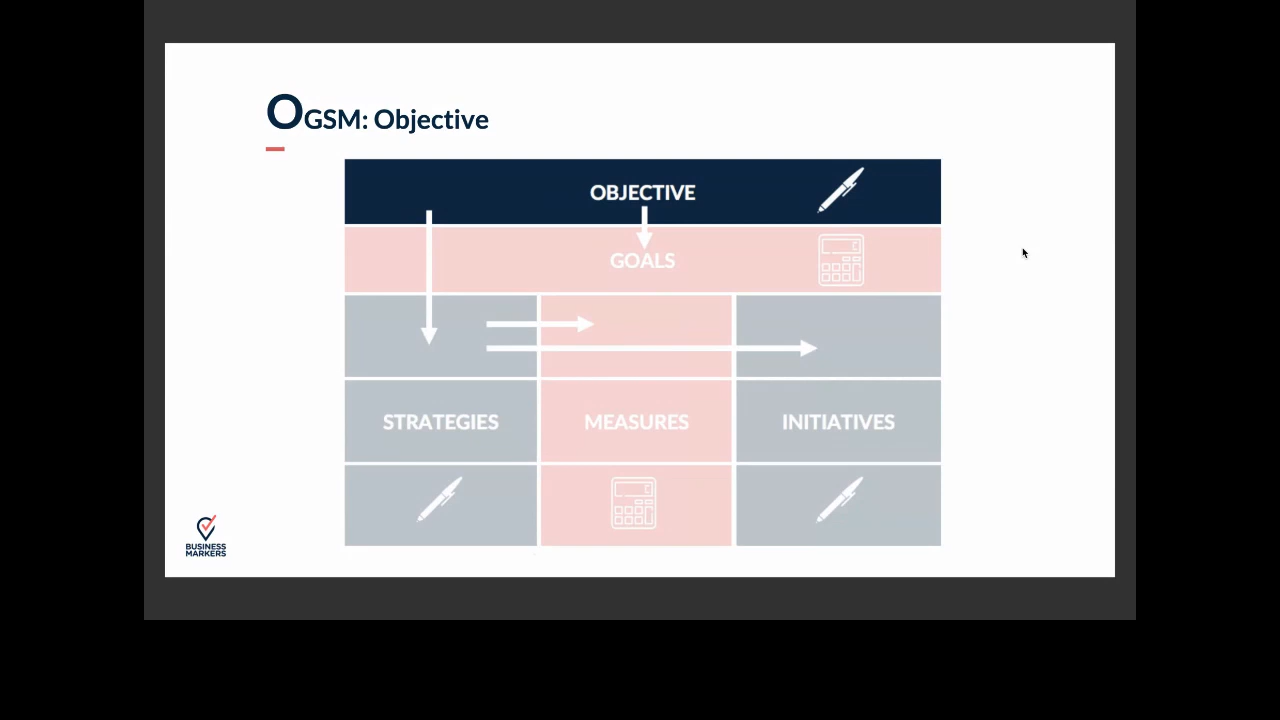 OGSM: Objective
OBJECTIVE
GOALS
STRATEGIES
MEASURES
INITIATIVES
BUSINESS
MARKERS